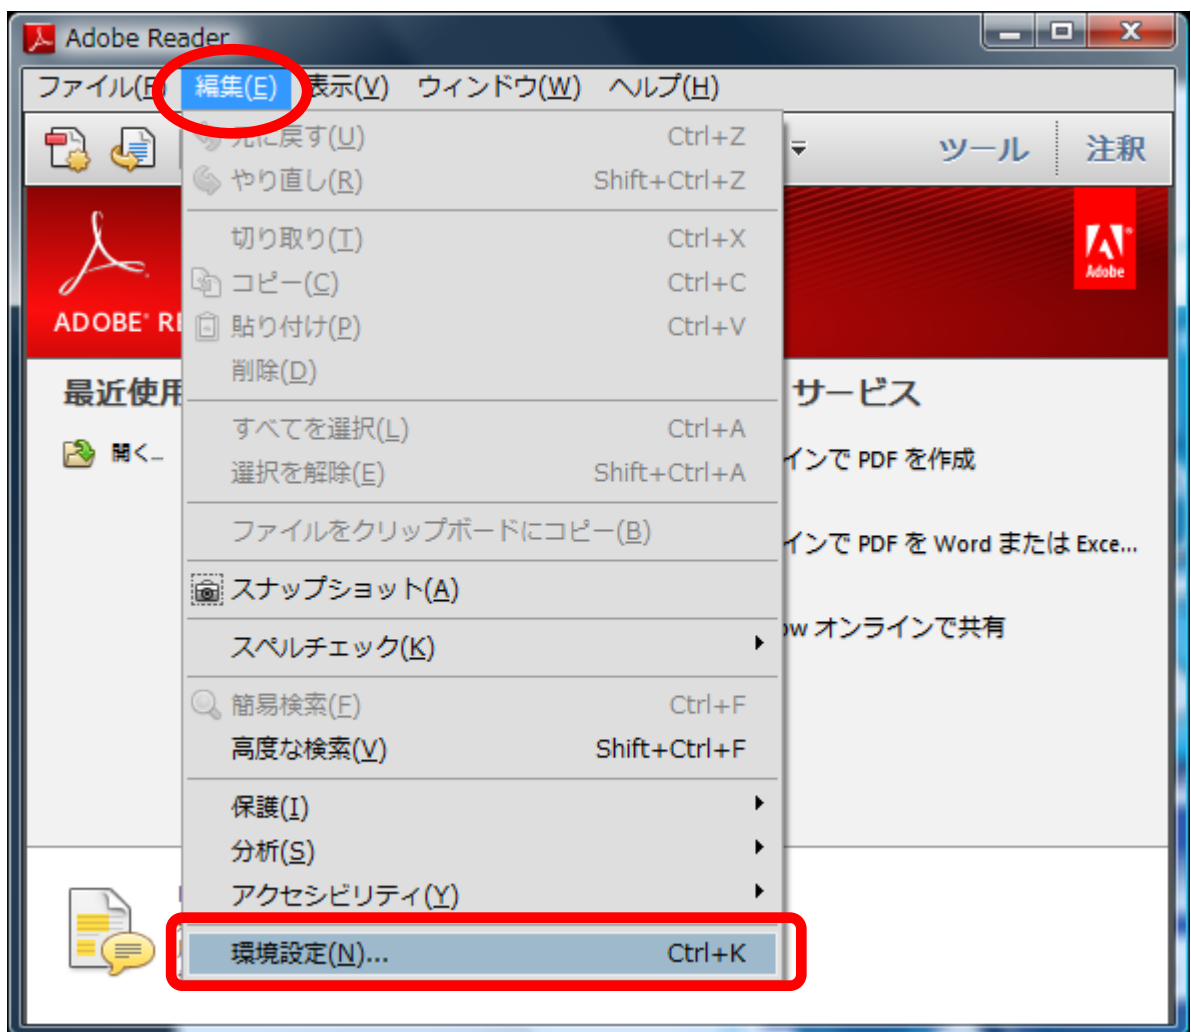 Adobe Reader
ファイル(F) 編集(E) 表示(V) ウィンドウ(W) ヘルプ(H)
元に戻す(U) Ctrl+Z
ツール 注釈
やり直し(R) Shift+Ctrl+Z
切り取り(T) Ctrl+X
Adobe
コピー(C) Ctrl+C
ADOBE® RE
貼り付け(P) Ctrl+V
削除(D)
最近使用
サービス
すべてを選択(L) Ctrl+A
開く...
インで PDF を作成
選択を解除(E) Shift+Ctrl+A
ファイルをクリップボードにコピー(B)
インで PDF を Word または Exce...
スナップショット(A)
ow オンラインで共有
スペルチェック(K)
簡易検索(F) Ctrl+F
高度な検索(V) Shift+Ctrl+F
保護(I)
分析(S)
アクセシビリティ(Y)
環境設定(N)... Ctrl+K